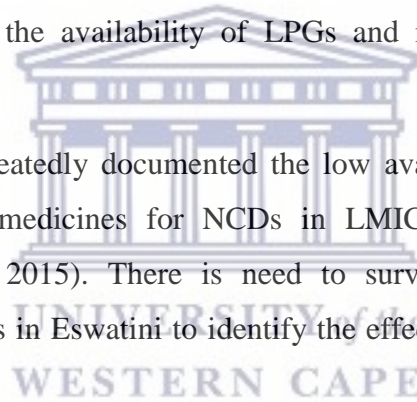 the availability of LPGs and
eatedly documented the low ava
medicines for NCDs in LMIC
2015). There is need to surv
UNIVERSITY of the
s in Eswatini to identify the effec
WESTERN CAPE